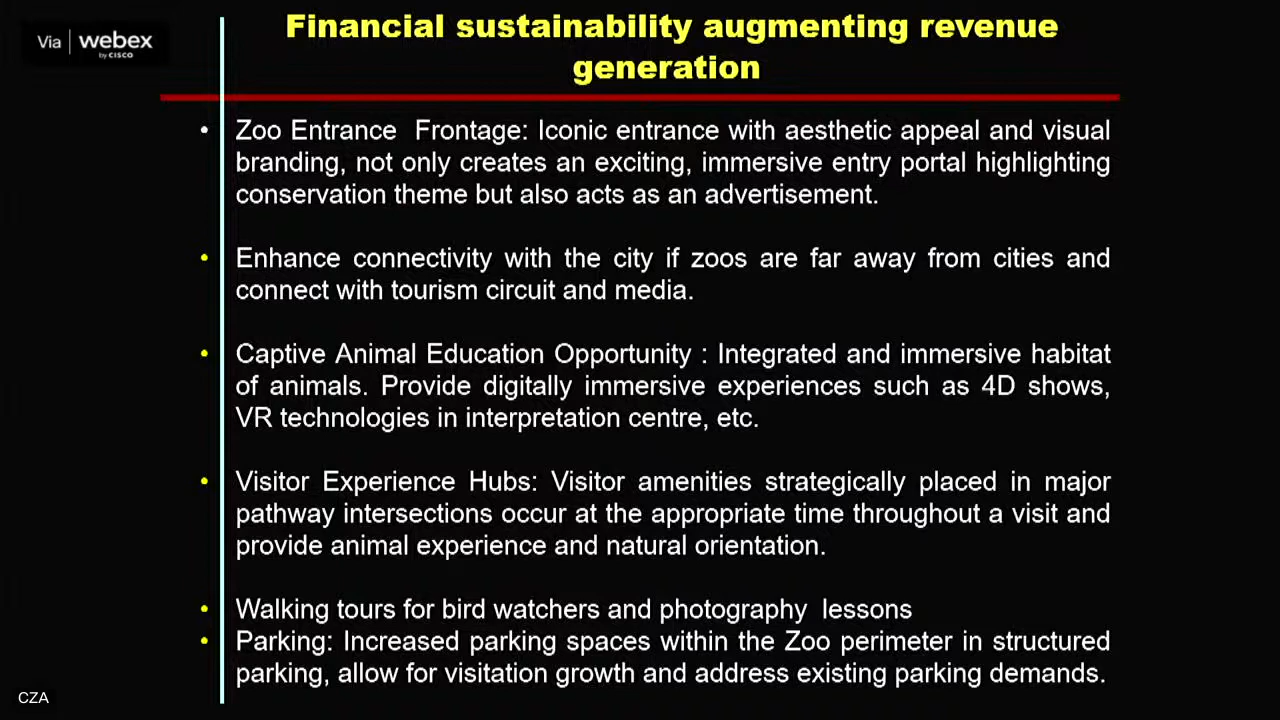 Via | webex
by CISCO
Financial sustainability augmenting revenue
generation
• Zoo Entrance Frontage: Iconic entrance with aesthetic appeal and visual
branding, not only creates an exciting, immersive entry portal highlighting
conservation theme but also acts as an advertisement.
• Enhance connectivity with the city if zoos are far away from cities and
connect with tourism circuit and media.
• Captive Animal Education Opportunity : Integrated and immersive habitat
of animals. Provide digitally immersive experiences such as 4D shows,
VR technologies in interpretation centre, etc.
• Visitor Experience Hubs: Visitor amenities strategically placed in major
pathway intersections occur at the appropriate time throughout a visit and
provide animal experience and natural orientation.
• Walking tours for bird watchers and photography lessons
• Parking: Increased parking spaces within the Zoo perimeter in structured
parking, allow for visitation growth and address existing parking demands.
CZA